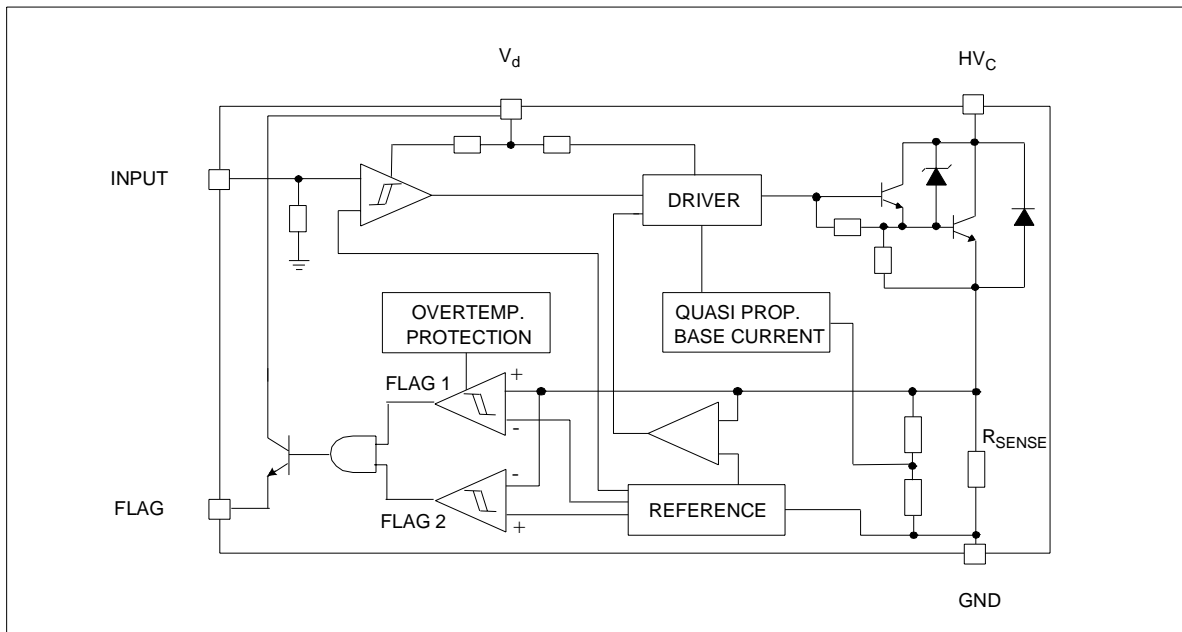 V_d
HV_C
INPUT
DRIVER
OVERTEMP.
PROTECTION
QUASI PROP.
BASE CURRENT
FLAG 1
+
-
R_SENSE
-
FLAG 2
+
REFERENCE
FLAG
GND